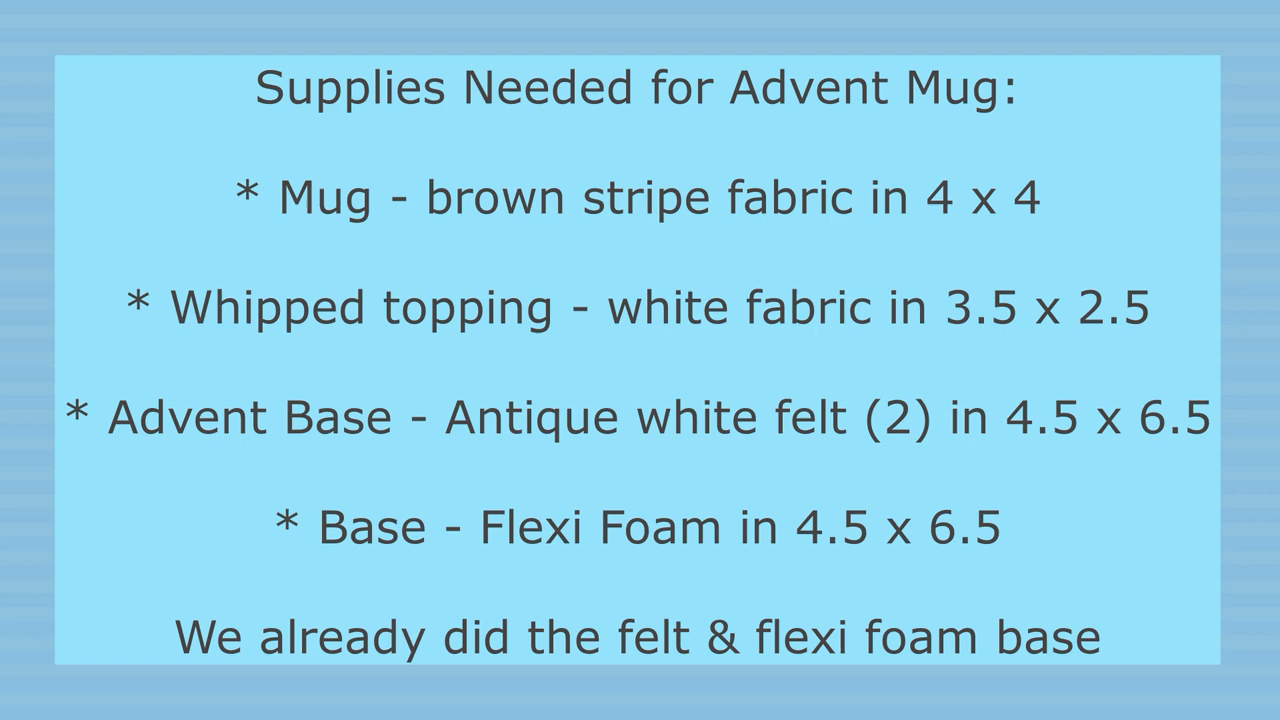 Supplies Needed for Advent Mug:
* Mug - brown stripe fabric in 4 x 4
* Whipped topping - white fabric in 3.5 x 2.5
* Advent Base - Antique white felt (2) in 4.5 x 6.5
* Base - Flexi Foam in 4.5 x 6.5
We already did the felt & flexi foam base